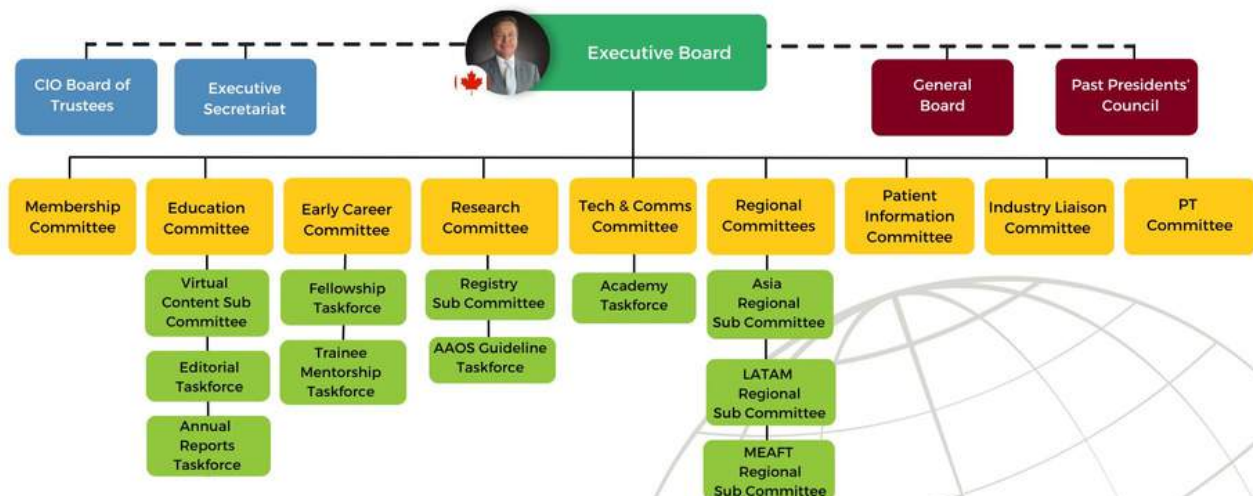 Executive Board
CIO Board of
Trustees
Executive
Secretariat
General
Board
Past Presidents'
Council
Membership
Committee
Education
Committee
Early Career
Committee
Research
Committee
Tech & Comms
Committee
Regional
Committees
Patient
Information
Committee
Industry Liaison
Committee
PT
Committee
Virtual
Content Sub
Committee
Editorial
Taskforce
Annual
Reports
Taskforce
Fellowship
Taskforce
Trainee
Mentorship
Taskforce
Registry
Sub Committee
AAOS Guideline
Taskforce
Academy
Taskforce
Asia
Regional
Sub Committee
LATAM
Regional
Sub Committee
MEAFT
Regional
Sub Committee